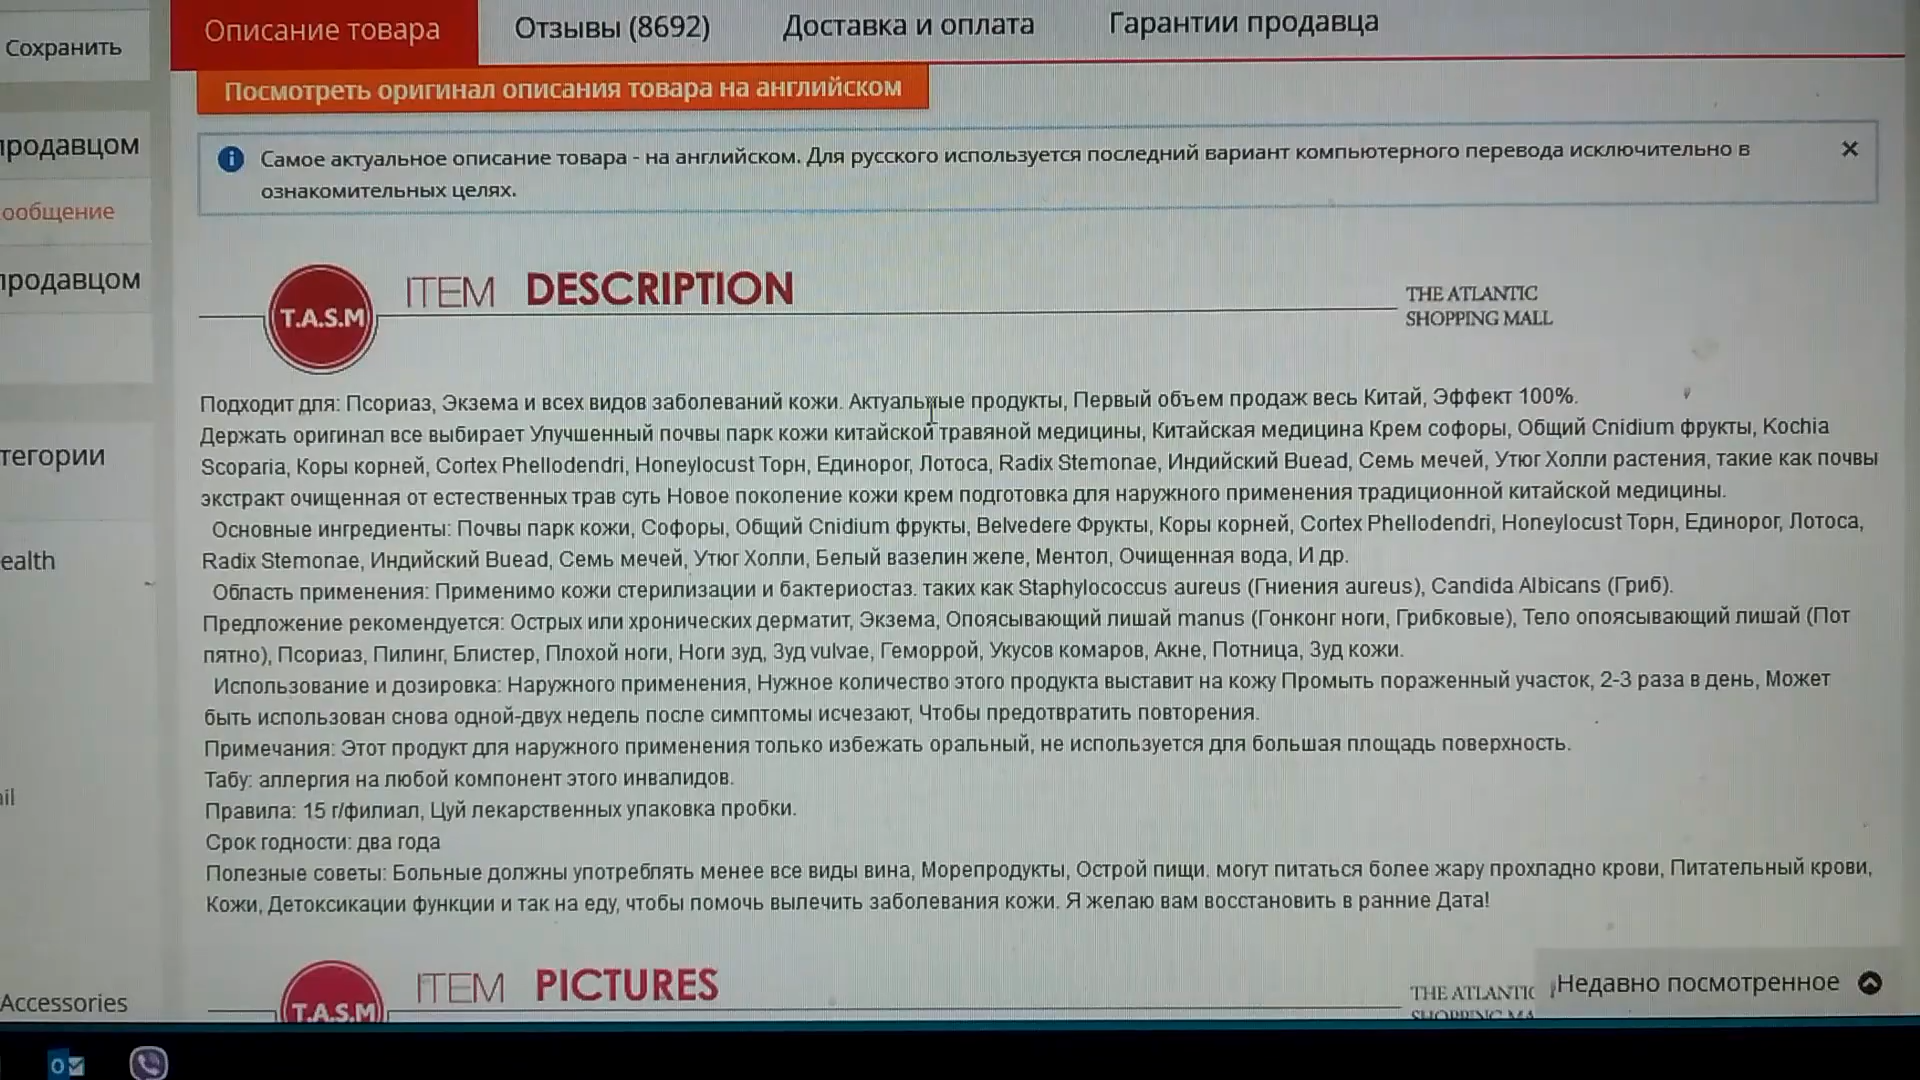 Сохранить
Описание товара
Отзывы (8692)
Доставка и оплата
Гарантии продавца
Посмотреть оригинал описания товара на английском
продавцом
Самое актуальное описание товара - на английском. Для русского используется последний вариант компьютерного перевода исключительно в
ознакомительных целях.
ообщение
продавцом
T.A.S.M
ITEM DESCRIPTION
THE ATLANTIC
SHOPPING MALL
Подходит для: Псориаз, Экзема и всех видов заболеваний кожи. Актуальные продукты, Первый объем продаж весь Китай, Эффект 100%.
Держать оригинал все выбирает Улучшенный почвы парк кожи китайской травяной медицины, Китайская медицина Крем софоры, Общий Cnidium фрукты, Kochia
Scoparia, Коры корней, Cortex Phellodendri, Honeylocust Торн, Единорог, Лотоса, Radix Stemonae, Индийский Buead, Семь мечей, Утюг Холли растения, такие как почвы
экстракт очищенная от естественных трав суть Новое поколение кожи крем подготовка для наружного применения традиционной китайской медицины.
Основные ингредиенты: Почвы парк кожи, Софоры, Общий Cnidium фрукты, Belvedere Фрукты, Коры корней, Cortex Phellodendri, Honeylocust Торн, Единорог, Лотоса,
Radix Stemonae, Индийский Buead, Семь мечей, Утюг Холли, Белый вазелин желе, Ментол, Очищенная вода, И др.
Область применения: Применимо кожи стерилизации и бактериостаз. таких как Staphylococcus aureus (Гниения aureus), Candida Albicans (Гриб).
Предложение рекомендуется: Острых или хронических дерматит, Экзема, Опоясывающий лишай manus (Гонконг ноги, Грибковые), Тело опоясывающий лишай (Пот
пятно), Псориаз, Пилинг, Блистер, Плохой ноги, Ноги зуд, Зуд vulvae, Геморрой, Укусов комаров, Акне, Потница, Зуд кожи.
Использование и дозировка: Наружного применения, Нужное количество этого продукта выставит на кожу Промыть пораженный участок, 2-3 раза в день, Может
быть использован снова одной-двух недель после симптомы исчезают, Чтобы предотвратить повторения.
Примечания: Этот продукт для наружного применения только избежать оральный, не используется для большая площадь поверхность.
Табу: аллергия на любой компонент этого инвалидов.
Правила: 15 г/филиал, Цуй лекарственных упаковка пробки.
Срок годности: два года
Полезные советы: Больные должны употреблять менее все виды вина, Морепродукты, Острой пищи. могут питаться более жару прохладно крови, Питательный крови,
Кожи, Детоксикации функции и так на еду, чтобы помочь вылечить заболевания кожи. Я желаю вам восстановить в ранние Дата!
тегории
ealth
ail
Accessories
T.A.S.M
ITEM PICTURES
THE ATLANTIC
SHOPPING MA
Недавно посмотренное